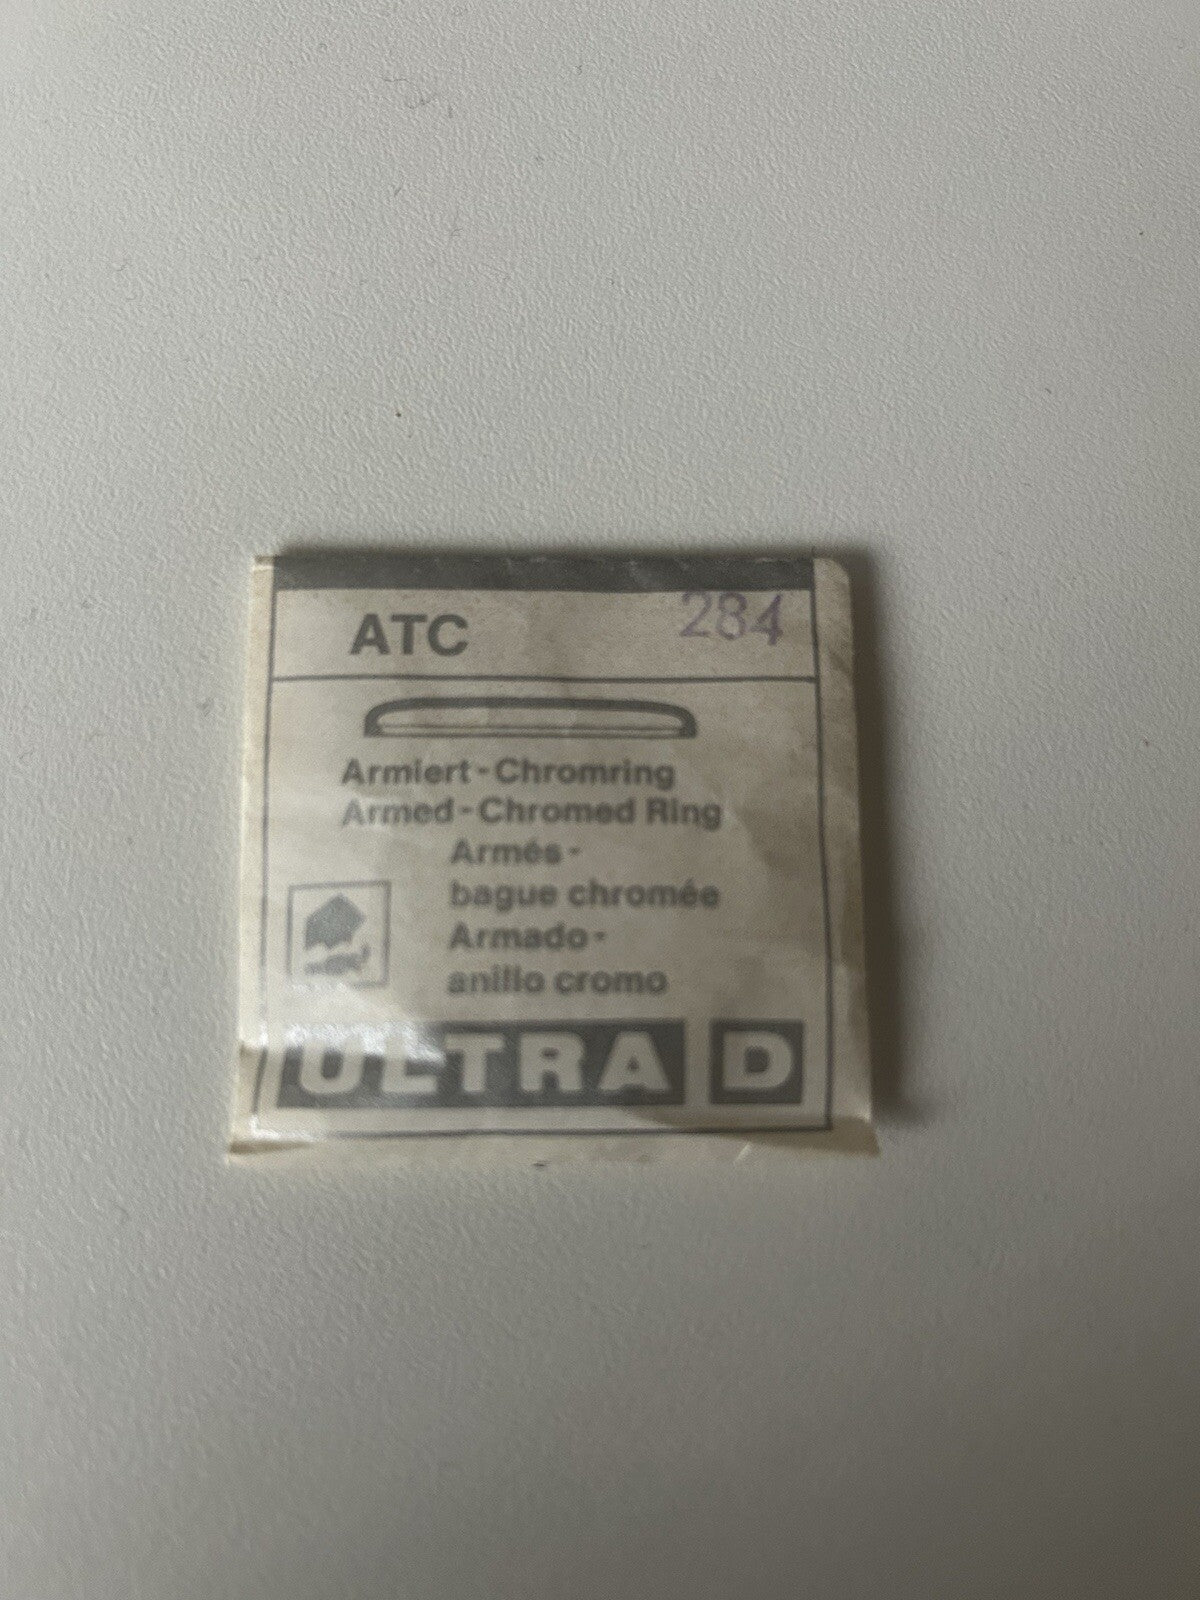 ATC 284
Armiert-Chromring
Armed-Chromed Ring
Armés-
bague chromée
Armado-
anillo cromo
ULTRA D